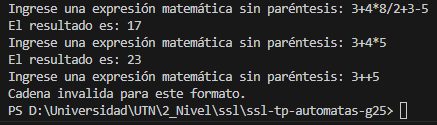 Ingrese una expresión matemática sin paréntesis: 3+4*8/2+3-5
El resultado es: 17
Ingrese una expresión matemática sin paréntesis: 3+4*5
El resultado es: 23
Ingrese una expresión matemática sin paréntesis: 3++5
Cadena invalida para este formato.
PS D:\Universidad\UTN\2_Nivel\ssl\ssl-tp-automatas-g25>